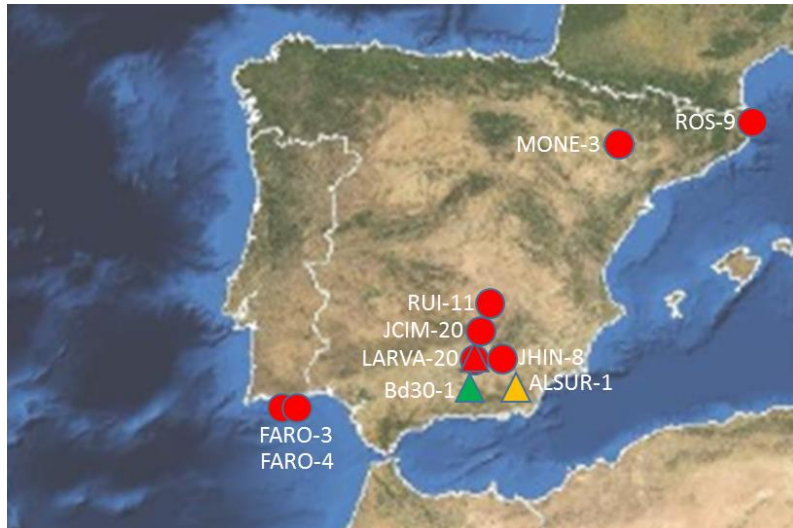 ROS-9
MONE-3
RUI-11
JCIM-20
LARVA-20
JHIN-8
Bd30-1
ALSUR-1
FARO-3
FARO-4